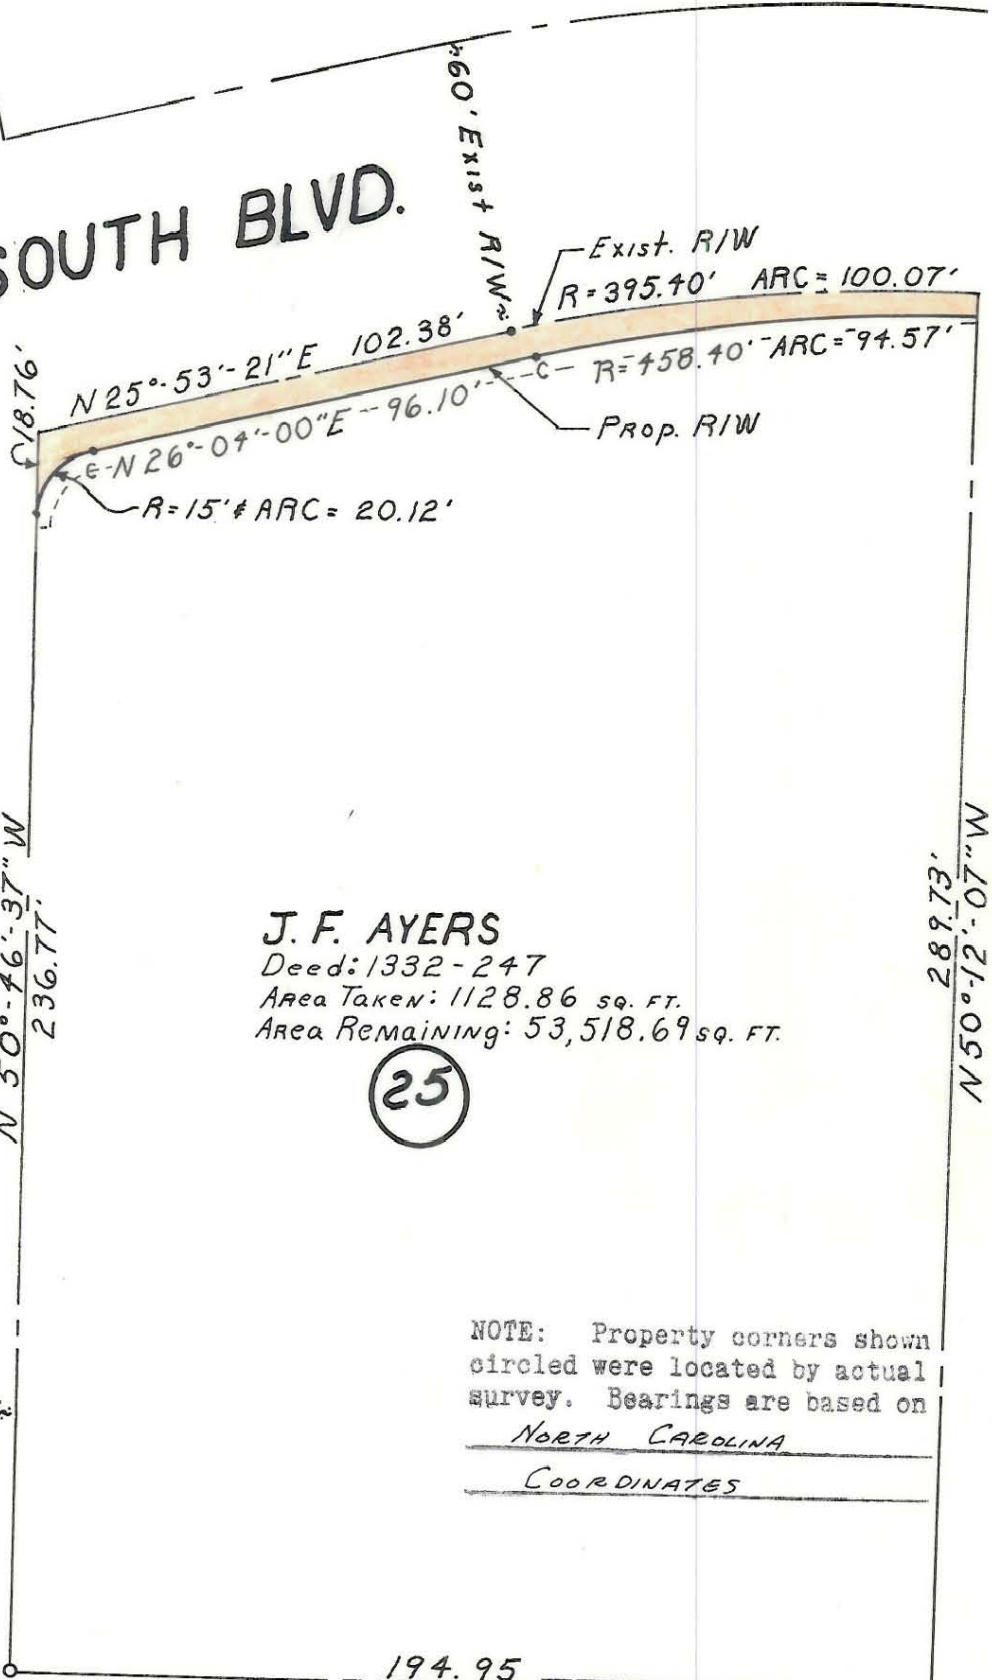 SOUTH BLVD.
60' Exist R/W
Exist. R/W
R=395.40' ARC = 100.07'
N 25°-53'-21"E 102.38'
18.76'
N 26°-04'-00"E - 96.10'
C
R=458.40' ARC= 94.57'
Prop. R/W
R=15' & ARC = 20.12'
N 50°-46'-37" W
236.77'
289.73'
N 50°-12'-07" W
J. F. AYERS
Deed: 1332-247
Area Taken: 1128.86 SQ. FT.
Area Remaining: 53,518.69 SQ. FT.
25
NOTE: Property corners shown
circled were located by actual
survey. Bearings are based on
NORTH CAROLINA
COORDINATES
194.95